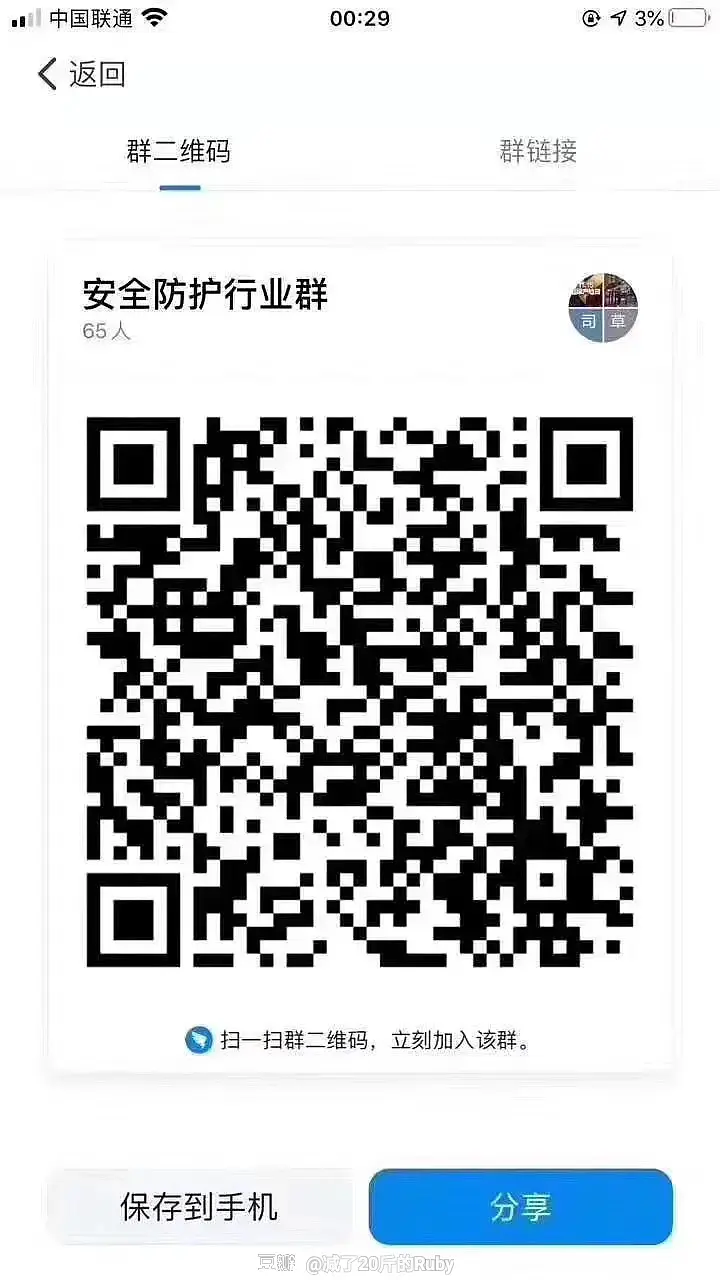 中国联通 00:29 3%
返回
群二维码 群链接
安全防护行业群
65人
司 草
扫一扫群二维码，立刻加入该群。
保存到手机 分享
豆瓣 @减了20斤的Ruby